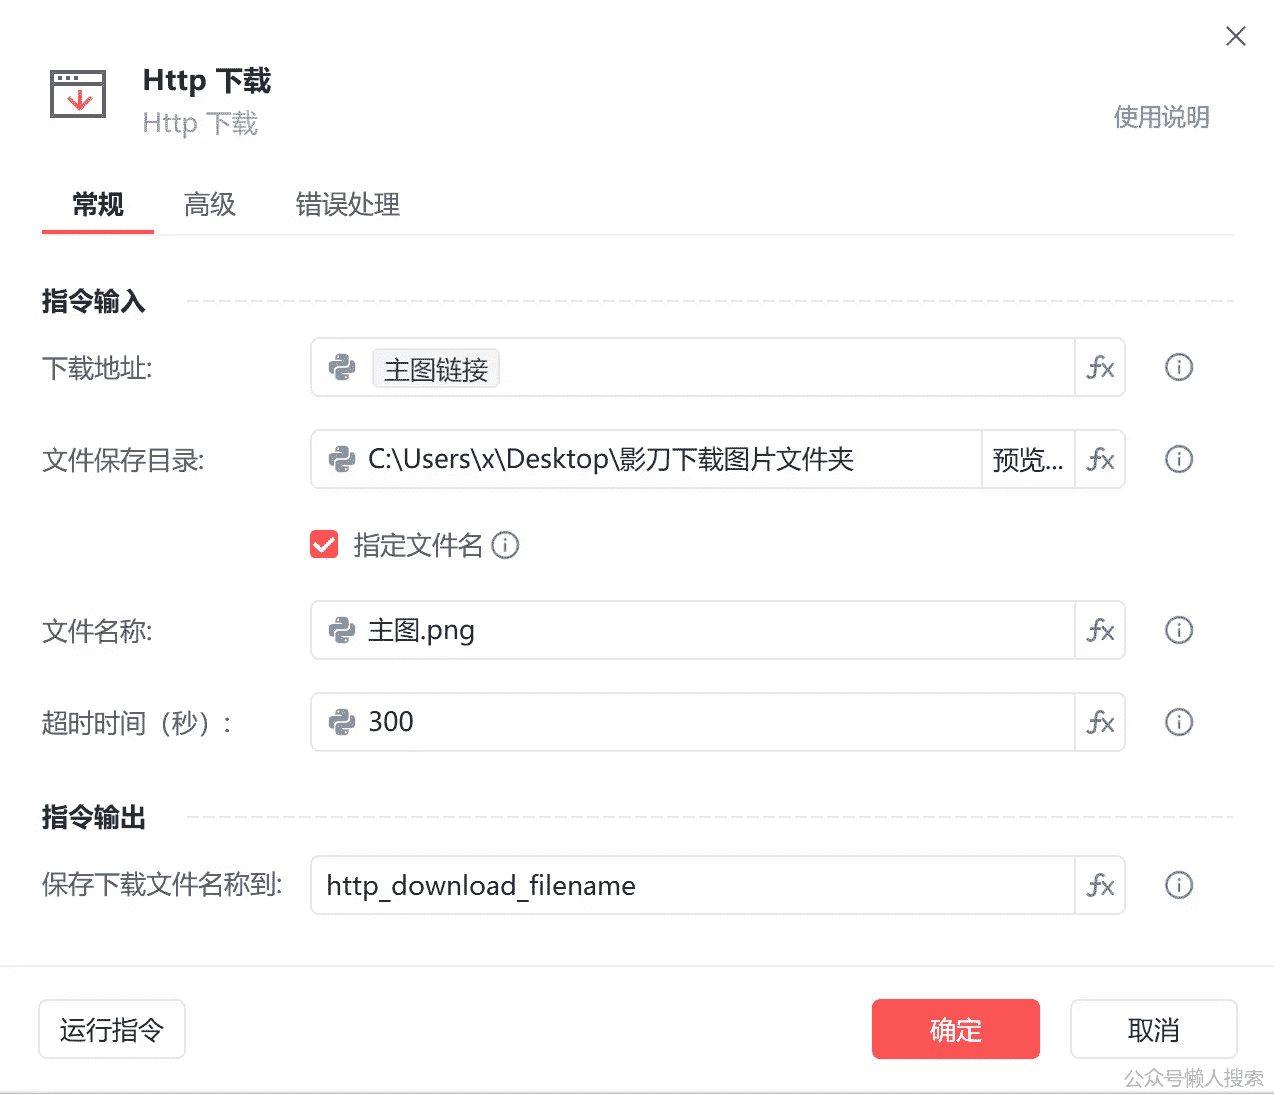 Http 下载
Http 下载
使用说明
常规 高级 错误处理
指令输入
下载地址: 主图链接 fx
文件保存目录: C:\Users\x\Desktop\影刀下载图片文件夹 预览... fx
指定文件名
文件名称: 主图.png fx
超时时间（秒）: 300 fx
指令输出
保存下载文件名称到: http_download_filename fx
运行指令 确定 取消
公众号懒人搜索